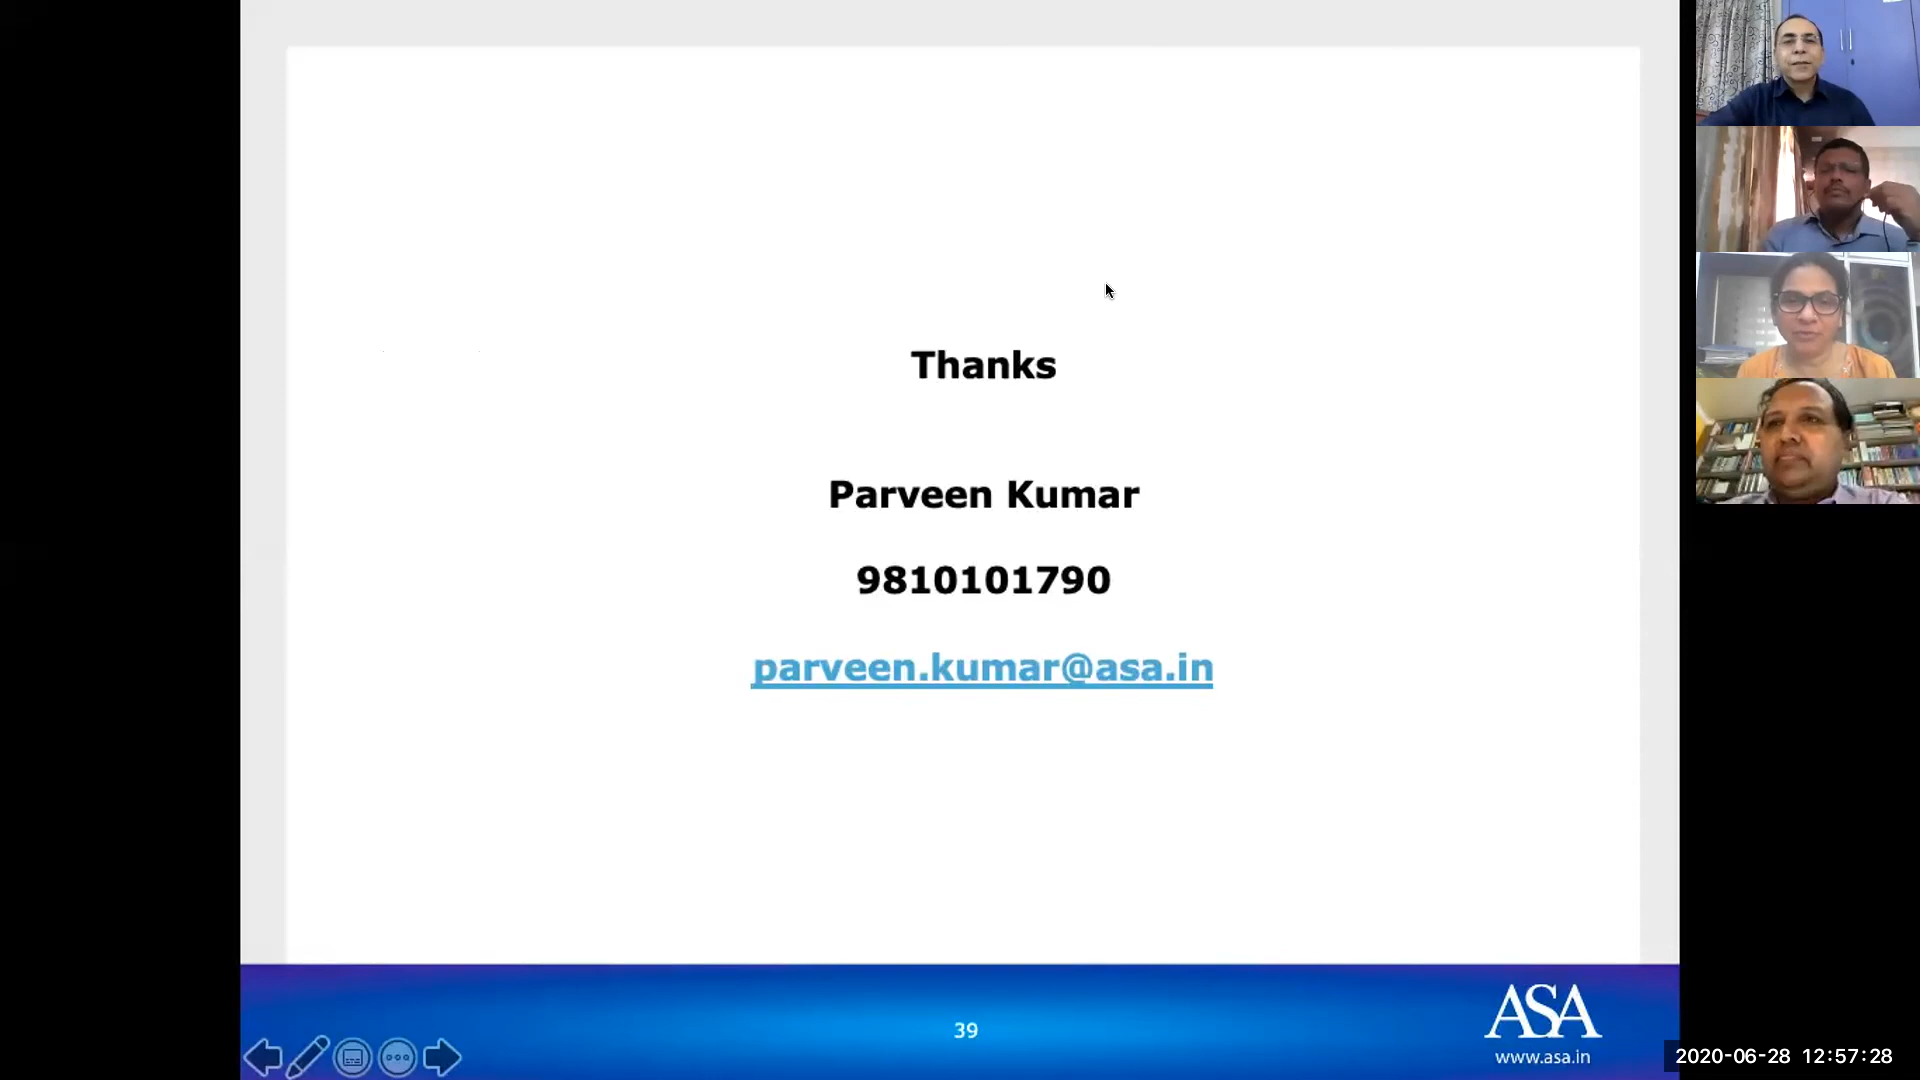 Thanks
Parveen Kumar
9810101790
parveen.kumar@asa.in
39
ASA
www.asa.in
2020-06-28 12:57:28